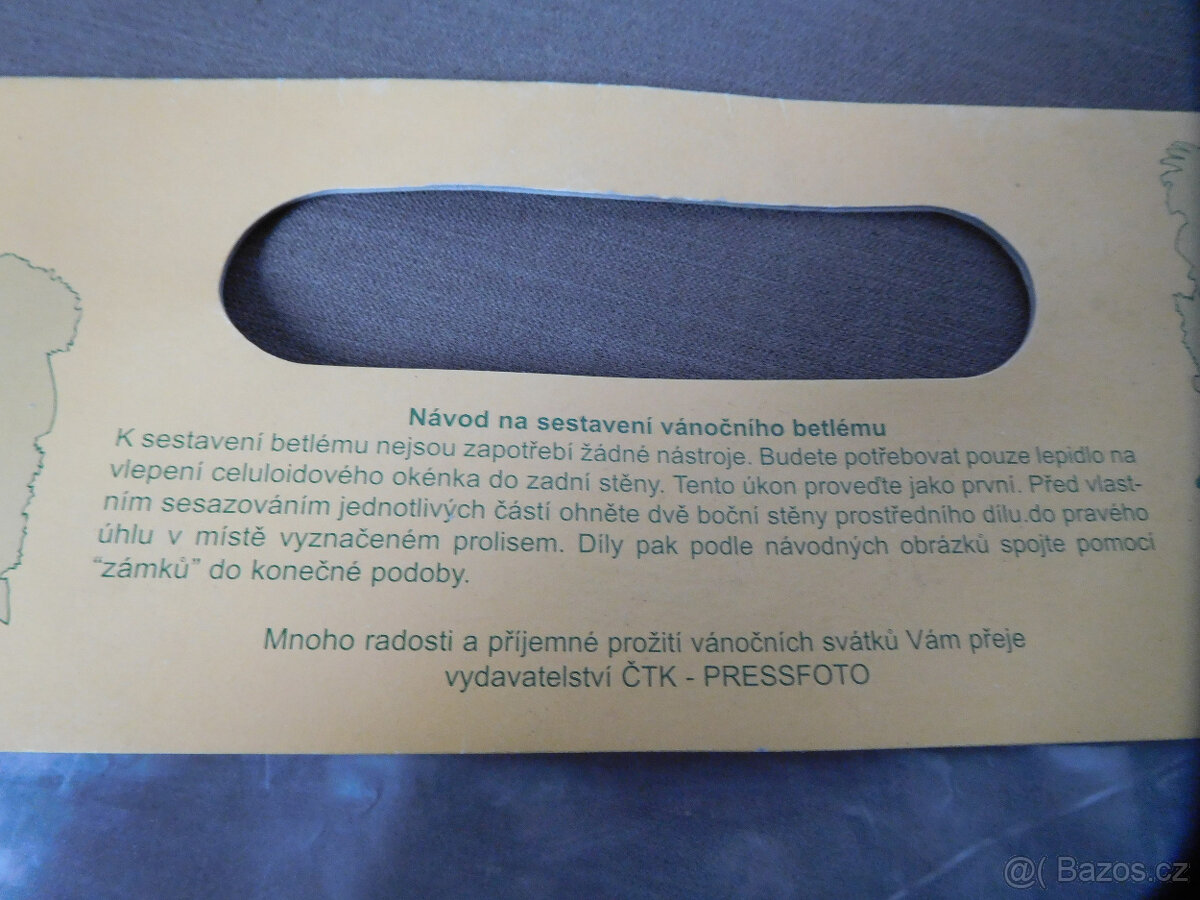 Návod na sestavení vánočního betlému
K sestavení betlému nejsou zapotřebí žádné nástroje. Budete potřebovat pouze lepidlo na
vlepení celuloidového okénka do zadní stěny. Tento úkon proveďte jako první. Před vlast-
ním sesazováním jednotlivých částí ohněte dvě boční stěny prostředního dílu.do pravého
úhlu v místě vyznačeném prolisem. Díly pak podle návodných obrázků spojte pomocí
“zámků” do konečné podoby.
Mnoho radosti a příjemné prožití vánočních svátků Vám přeje
vydavatelství ČTK - PRESSFOTO
@( Bazos.cz